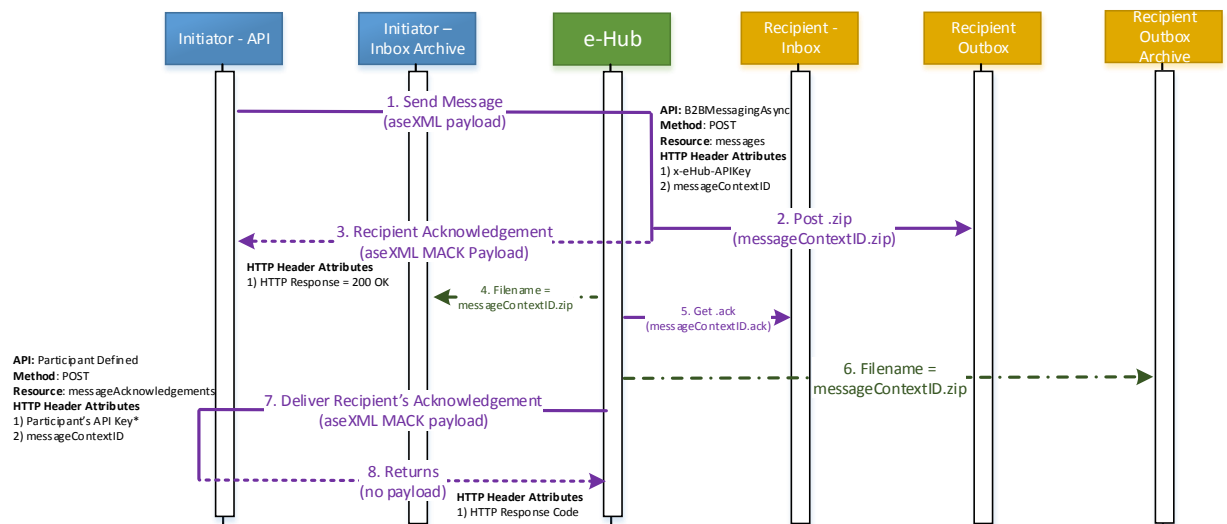 Initiator - API
Initiator –
Inbox Archive
e-Hub
Recipient -
Inbox
Recipient
Outbox
Recipient
Outbox
Archive
1. Send Message
(aseXML payload)
API: B2BMessagingAsync
Method: POST
Resource: messages
HTTP Header Attributes
1) x-eHub-APIKey
2) messageContextID
2. Post .zip
(messageContextID.zip)
3. Recipient Acknowledgement
(aseXML MACK Payload)
HTTP Header Attributes
1) HTTP Response = 200 OK
4. Filename =
messageContextID.zip
5. Get .ack
(messageContextID.ack)
6. Filename =
messageContextID.zip
API: Participant Defined
Method: POST
Resource: messageAcknowledgements
HTTP Header Attributes
1) Participant's API Key*
2) messageContextID
7. Deliver Recipient's Acknowledgement
(aseXML MACK payload)
8. Returns
(no payload)
HTTP Header Attributes
1) HTTP Response Code